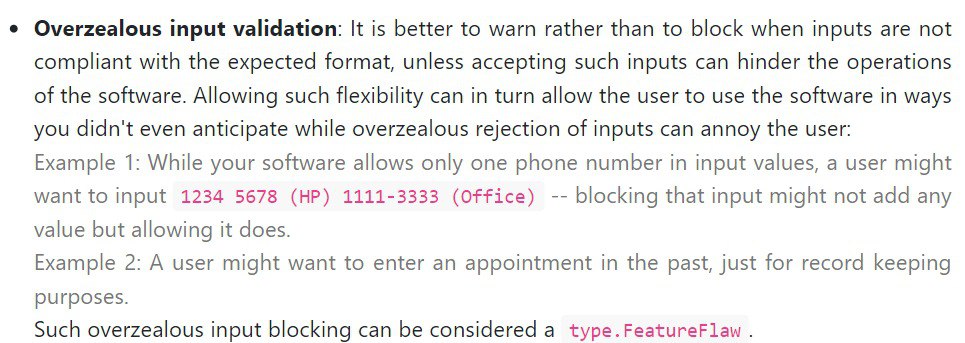 • Overzealous input validation: It is better to warn rather than to block when inputs are not
compliant with the expected format, unless accepting such inputs can hinder the operations
of the software. Allowing such flexibility can in turn allow the user to use the software in ways
you didn't even anticipate while overzealous rejection of inputs can annoy the user:
Example 1: While your software allows only one phone number in input values, a user might
want to input 1234 5678 (HP) 1111-3333 (Office) -- blocking that input might not add any
value but allowing it does.
Example 2: A user might want to enter an appointment in the past, just for record keeping
purposes.
Such overzealous input blocking can be considered a type.FeatureFlaw.